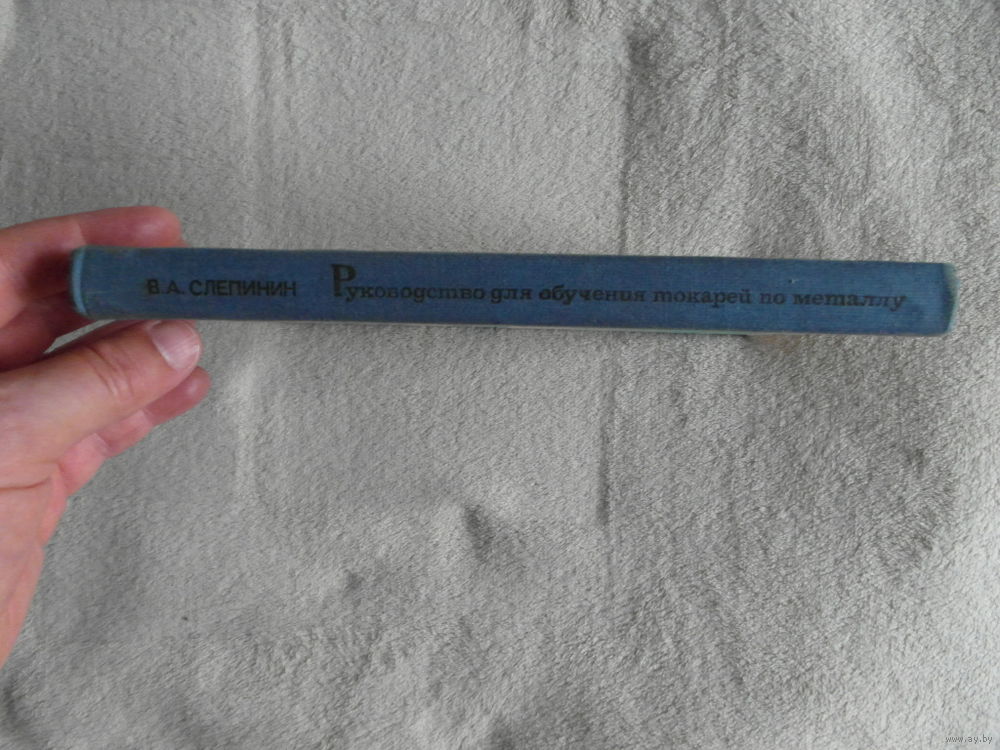 В.А. СЛЕПИНИН Руководство для обучения токарей по металлу
www.ay.by